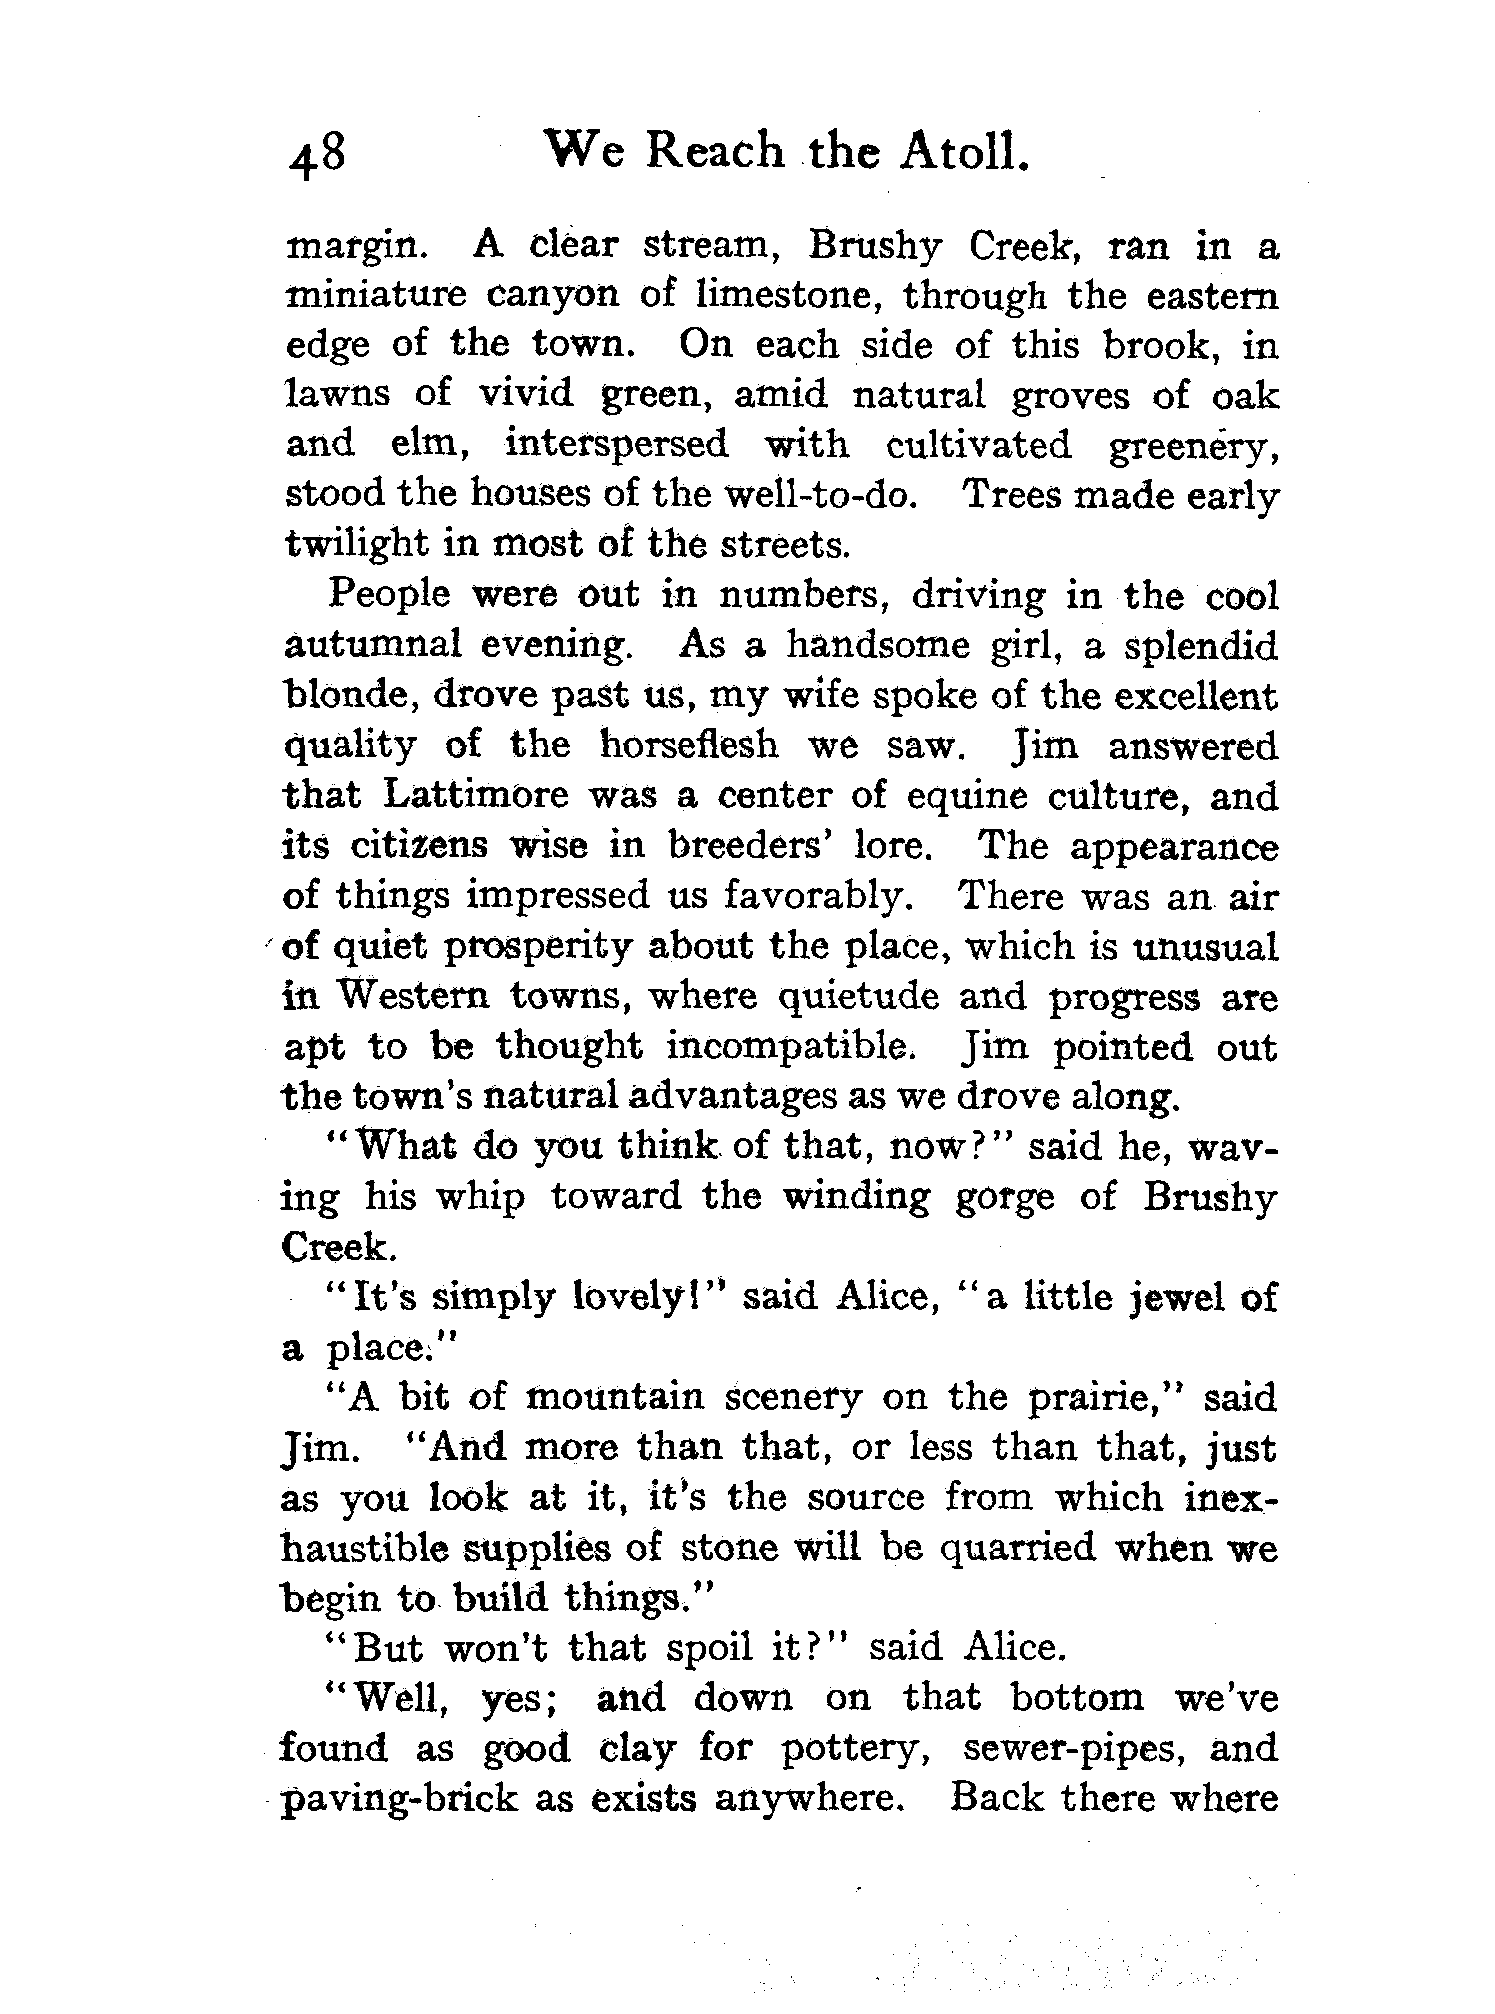 48 We Reach the Atoll.
margin. A clear stream, Brushy Creek, ran in a
miniature canyon of limestone, through the eastern
edge of the town. On each side of this brook, in
lawns of vivid green, amid natural groves of oak
and elm, interspersed with cultivated greenery,
stood the houses of the well-to-do. Trees made early
twilight in most of the streets.
People were out in numbers, driving in the cool
autumnal evening. As a handsome girl, a splendid
blonde, drove past us, my wife spoke of the excellent
quality of the horseflesh we saw. Jim answered
that Lattimore was a center of equine culture, and
its citizens wise in breeders' lore. The appearance
of things impressed us favorably. There was an air
of quiet prosperity about the place, which is unusual
in Western towns, where quietude and progress are
apt to be thought incompatible. Jim pointed out
the town's natural advantages as we drove along.
"What do you think of that, now?" said he, wav-
ing his whip toward the winding gorge of Brushy
Creek.
"It's simply lovely!" said Alice, "a little jewel of
a place."
"A bit of mountain scenery on the prairie," said
Jim. "And more than that, or less than that, just
as you look at it, it's the source from which inex-
haustible supplies of stone will be quarried when we
begin to build things."
"But won't that spoil it?" said Alice.
"Well, yes; and down on that bottom we've
found as good clay for pottery, sewer-pipes, and
paving-brick as exists anywhere. Back there where